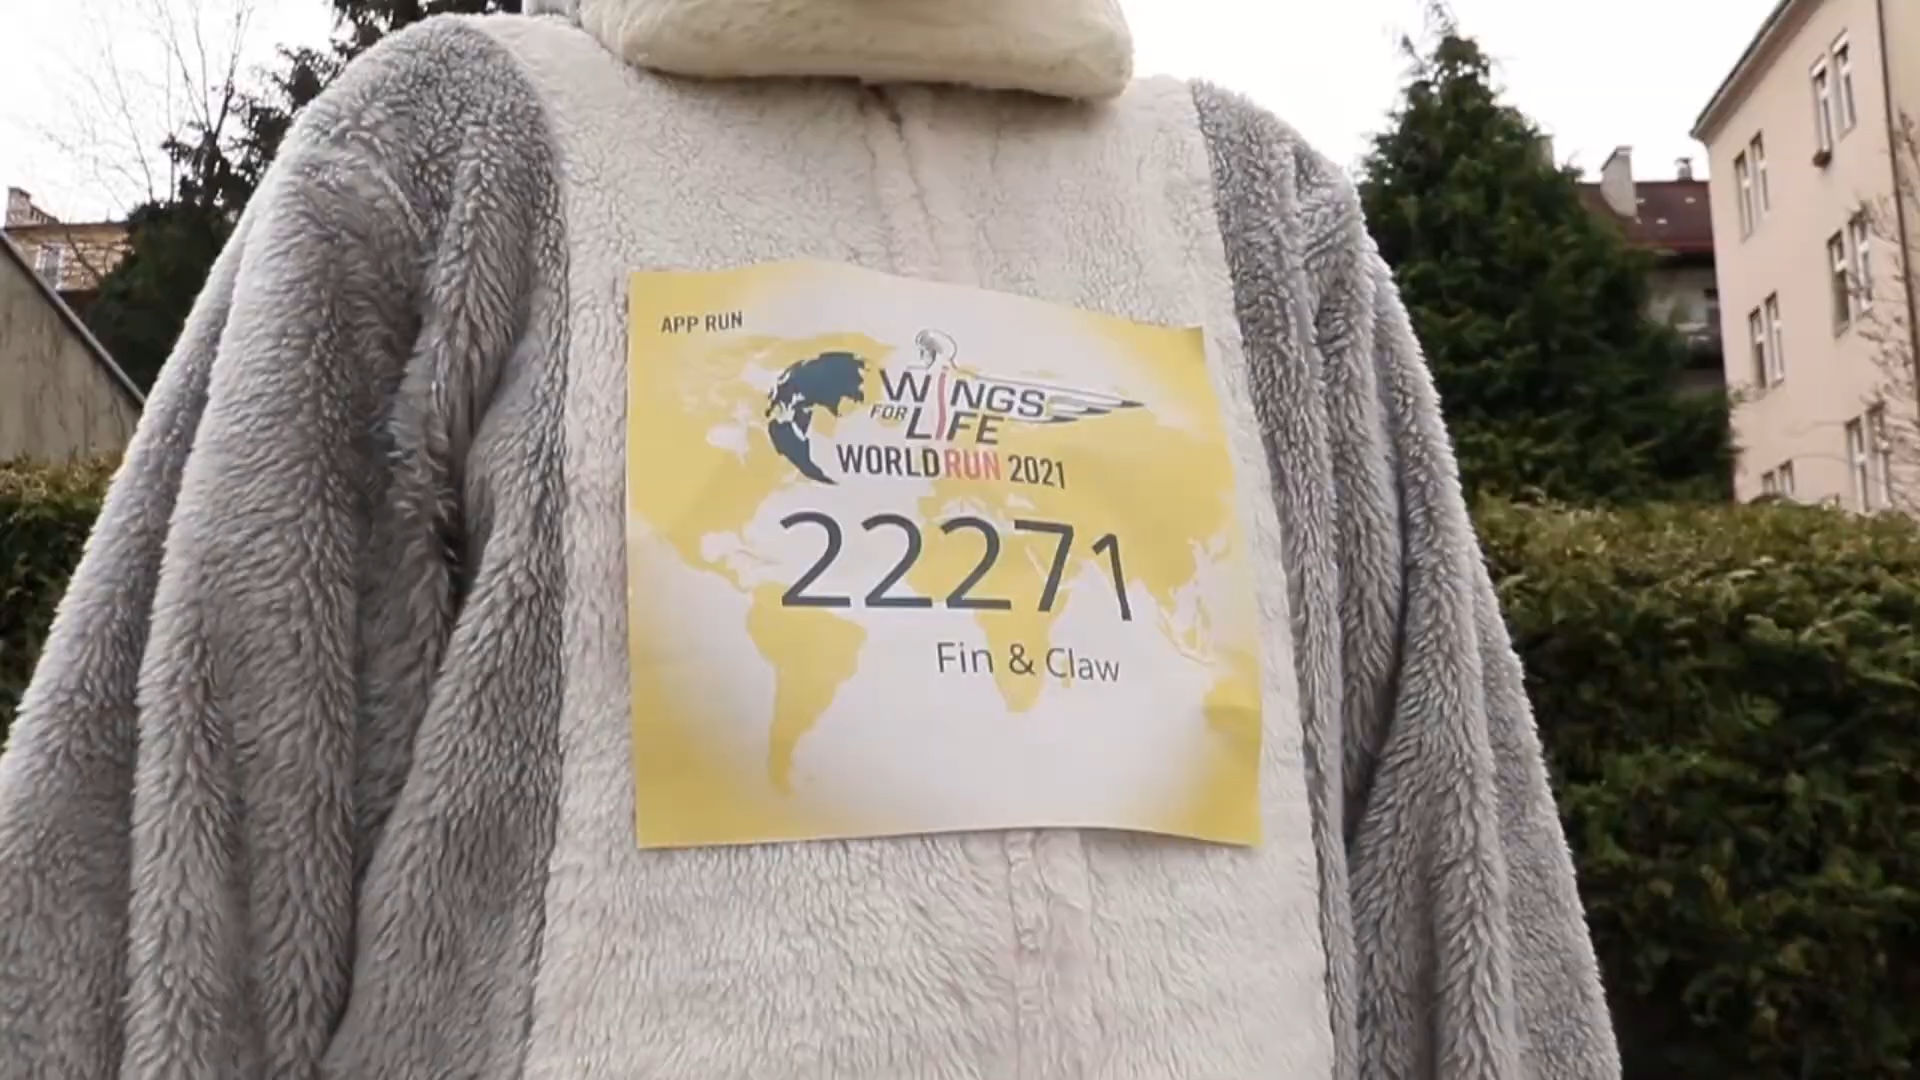 APP RUN
WINGS
FOR LIFE
WORLD RUN 2021
22271
Fin & Claw